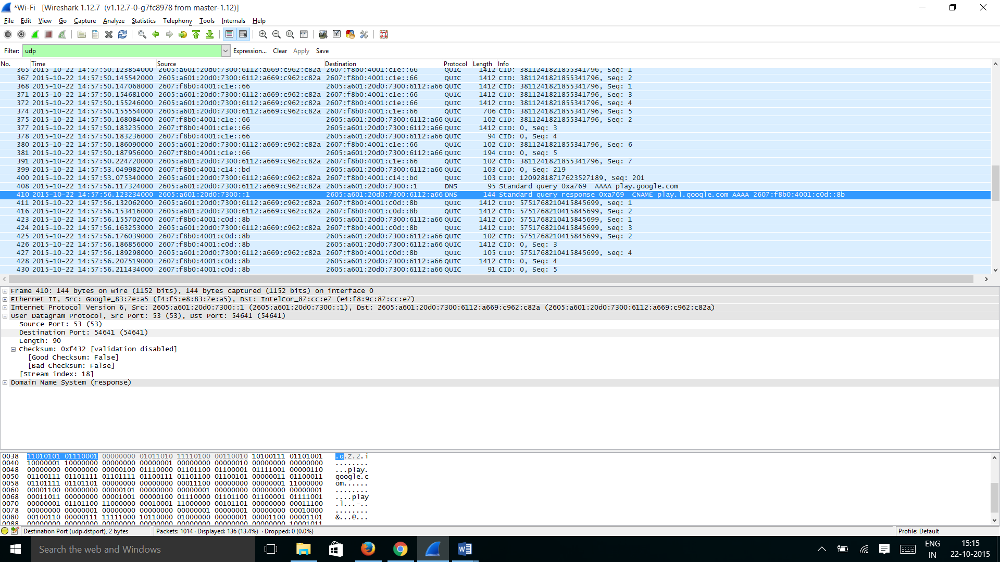 *Wi-Fi [Wireshark 1.12.7 (v1.12.7-0-g7fc8978 from master-1.12)]
File Edit View Go Capture Analyze Statistics Telephony Tools Internals Help
Filter: udp Expression... Clear Apply Save
No. Time Source Destination Protocol Length Info
365 2015-10-22 14:57:50.123854000 2605:a601:20d0:7300:6112:a669:c962:c82a 2607:f8b0:4001:c1e::66 QUIC 1412 CID: 3811241821855341796, Seq: 1
367 2015-10-22 14:57:50.145542000 2605:a601:20d0:7300:6112:a669:c962:c82a 2607:f8b0:4001:c1e::66 QUIC 1412 CID: 3811241821855341796, Seq: 2
368 2015-10-22 14:57:50.147068000 2607:f8b0:4001:c1e::66 2605:a601:20d0:7300:6112:a66 QUIC 1412 CID: 3811241821855341796, Seq: 1
371 2015-10-22 14:57:50.154681000 2605:a601:20d0:7300:6112:a669:c962:c82a 2607:f8b0:4001:c1e::66 QUIC 1412 CID: 3811241821855341796, Seq: 3
372 2015-10-22 14:57:50.155246000 2605:a601:20d0:7300:6112:a669:c962:c82a 2607:f8b0:4001:c1e::66 QUIC 1412 CID: 3811241821855341796, Seq: 4
374 2015-10-22 14:57:50.155554000 2605:a601:20d0:7300:6112:a669:c962:c82a 2607:f8b0:4001:c1e::66 QUIC 706 CID: 3811241821855341796, Seq: 5
375 2015-10-22 14:57:50.168084000 2607:f8b0:4001:c1e::66 2605:a601:20d0:7300:6112:a66 QUIC 102 CID: 3811241821855341796, Seq: 2
377 2015-10-22 14:57:50.183235000 2607:f8b0:4001:c1e::66 2605:a601:20d0:7300:6112:a66 QUIC 1412 CID: 0, Seq: 3
378 2015-10-22 14:57:50.183236000 2607:f8b0:4001:c1e::66 2605:a601:20d0:7300:6112:a66 QUIC 94 CID: 0, Seq: 4
380 2015-10-22 14:57:50.186090000 2605:a601:20d0:7300:6112:a669:c962:c82a 2607:f8b0:4001:c1e::66 QUIC 102 CID: 3811241821855341796, Seq: 6
381 2015-10-22 14:57:50.187956000 2607:f8b0:4001:c1e::66 2605:a601:20d0:7300:6112:a66 QUIC 194 CID: 0, Seq: 5
391 2015-10-22 14:57:50.224720000 2605:a601:20d0:7300:6112:a669:c962:c82a 2607:f8b0:4001:c1e::66 QUIC 102 CID: 3811241821855341796, Seq: 7
399 2015-10-22 14:57:53.049982000 2607:f8b0:4001:c14::bd 2605:a601:20d0:7300:6112:a66 QUIC 103 CID: 0, Seq: 219
400 2015-10-22 14:57:53.075340000 2605:a601:20d0:7300:6112:a669:c962:c82a 2607:f8b0:4001:c14::bd QUIC 103 CID: 12092818717623527189, Seq: 201
408 2015-10-22 14:57:56.117324000 2605:a601:20d0:7300:6112:a669:c962:c82a 2605:a601:20d0:7300::1 DNS 95 Standard query 0xa769 AAAA play.google.com
410 2015-10-22 14:57:56.123234000 2605:a601:20d0:7300::1 2605:a601:20d0:7300:6112:a66 DNS 144 Standard query response 0xa769 CNAME play.l.google.com AAAA 2607:f8b0:4001:c0d::8b
411 2015-10-22 14:57:56.132062000 2605:a601:20d0:7300:6112:a669:c962:c82a 2607:f8b0:4001:c0d::8b QUIC 1412 CID: 5751768210415845699, Seq: 1
416 2015-10-22 14:57:56.153416000 2605:a601:20d0:7300:6112:a669:c962:c82a 2607:f8b0:4001:c0d::8b QUIC 1412 CID: 5751768210415845699, Seq: 2
423 2015-10-22 14:57:56.155702000 2607:f8b0:4001:c0d::8b 2605:a601:20d0:7300:6112:a66 QUIC 1412 CID: 5751768210415845699, Seq: 1
424 2015-10-22 14:57:56.163253000 2605:a601:20d0:7300:6112:a669:c962:c82a 2607:f8b0:4001:c0d::8b QUIC 1412 CID: 5751768210415845699, Seq: 3
425 2015-10-22 14:57:56.176039000 2607:f8b0:4001:c0d::8b 2605:a601:20d0:7300:6112:a66 QUIC 102 CID: 5751768210415845699, Seq: 2
426 2015-10-22 14:57:56.186856000 2607:f8b0:4001:c0d::8b 2605:a601:20d0:7300:6112:a66 QUIC 1412 CID: 0, Seq: 3
427 2015-10-22 14:57:56.189298000 2605:a601:20d0:7300:6112:a669:c962:c82a 2607:f8b0:4001:c0d::8b QUIC 105 CID: 5751768210415845699, Seq: 4
428 2015-10-22 14:57:56.207519000 2607:f8b0:4001:c0d::8b 2605:a601:20d0:7300:6112:a66 QUIC 1412 CID: 0, Seq: 4
430 2015-10-22 14:57:56.211434000 2607:f8b0:4001:c0d::8b 2605:a601:20d0:7300:6112:a66 QUIC 91 CID: 0, Seq: 5
Frame 410: 144 bytes on wire (1152 bits), 144 bytes captured (1152 bits) on interface 0
Ethernet II, Src: Google_83:7e:a5 (f4:f5:e8:83:7e:a5), Dst: IntelCor_87:cc:e7 (e4:f8:9c:87:cc:e7)
Internet Protocol Version 6, Src: 2605:a601:20d0:7300::1 (2605:a601:20d0:7300::1), Dst: 2605:a601:20d0:7300:6112:a669:c962:c82a (2605:a601:20d0:7300:6112:a669:c962:c82a)
User Datagram Protocol, Src Port: 53 (53), Dst Port: 54641 (54641)
Source Port: 53 (53)
Destination Port: 54641 (54641)
Length: 90
Checksum: 0xf432 [validation disabled]
[Good Checksum: False]
[Bad Checksum: False]
[Stream index: 18]
Domain Name System (response)
0038 11010101 01110001 00000000 01011010 11110100 00110010 10100111 01101001 .q.Z.2.i
0040 10000001 10000000 00000000 00000001 00000000 00000010 00000000 00000000 ........
0048 00000000 00000000 00000100 01110000 01101100 01100001 01111001 00000110 ...play.
0050 01100111 01101111 01101111 01100111 01101100 01100101 00000011 01100011 google.c
0058 01101111 01101101 00000000 00000000 00011100 00000000 00000001 11000000 om......
0060 00001100 00000000 00000101 00000000 00000001 00000000 00000000 00000001 ........
0068 00011011 00000000 00001001 00000100 01110000 01101100 01100001 01111001 ....play
0070 00000001 01101100 11000000 00010001 11000000 00101101 00000000 00011100 .l...-..
0078 00000000 00000001 00000000 00000000 00000001 00000001 00000000 00010000 ........
0080 00100110 00000111 11111000 10110000 01000000 00000001 00001100 00001101 &...@...
0088 00000000 00000000 00000000 00000000 00000000 00000000 00000000 10001011
Destination Port (udp.dstport), 2 bytes Packets: 1014 · Displayed: 136 (13.4%) · Dropped: 0 (0.0%) Profile: Default
Search the web and Windows
ENG
IN
15:15
22-10-2015